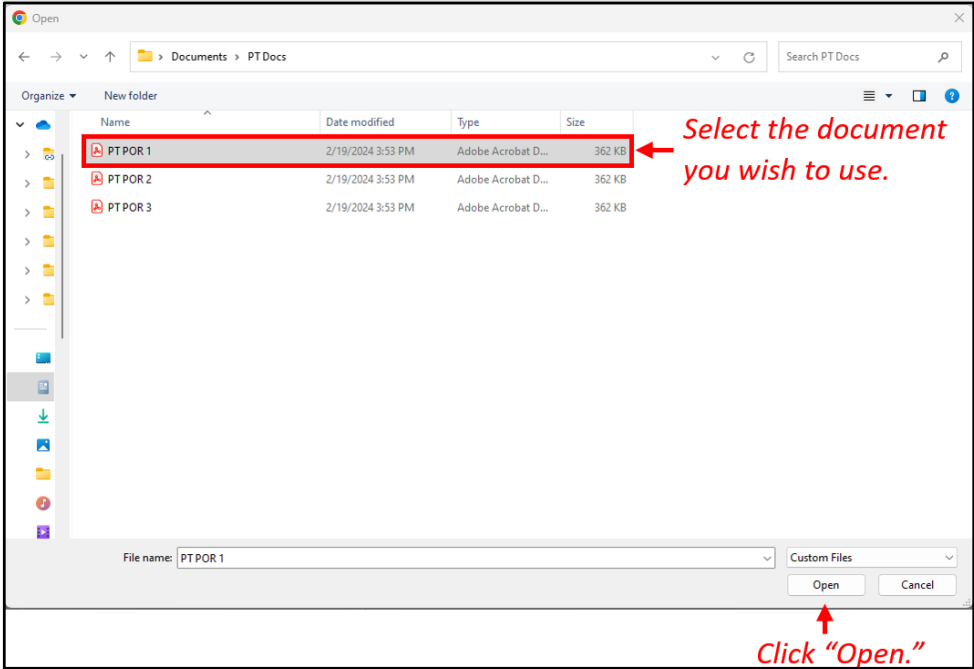 Open
Documents > PT Docs
Search PT Docs
Organize
New folder
Name
Date modified
Type
Size
PT POR 1 2/19/2024 3:53 PM Adobe Acrobat D... 362 KB
PT POR 2 2/19/2024 3:53 PM Adobe Acrobat D... 362 KB
PT POR 3 2/19/2024 3:53 PM Adobe Acrobat D... 362 KB
Select the document
you wish to use.
File name: PT POR 1
Custom Files
Open
Cancel
Click “Open.”